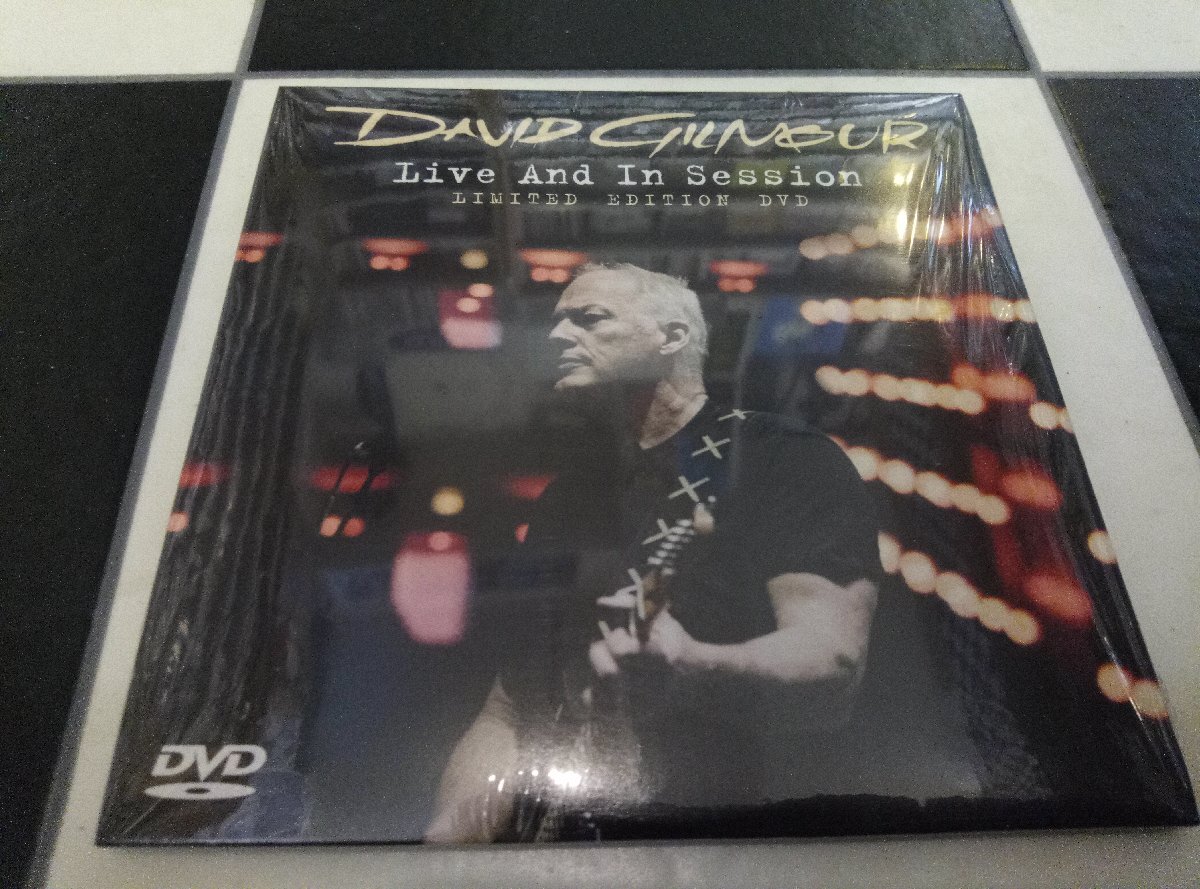 DAVID GILMOUR
Live And In Session
LIMITED EDITION DVD
DVD